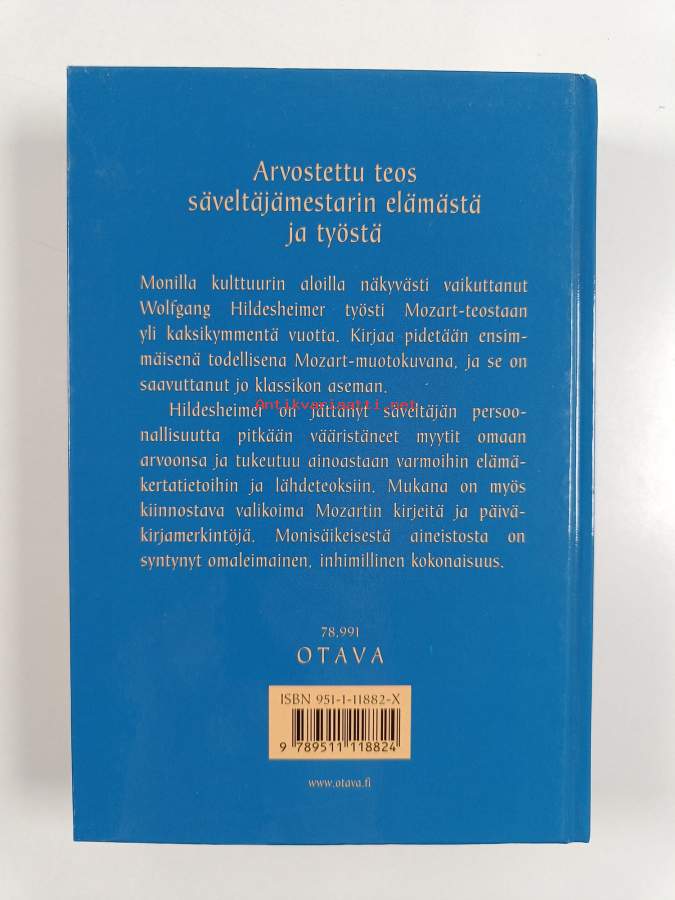 Arvostettu teos
säveltäjämestarin elämästä
ja työstä
Monilla kulttuurin aloilla näkyvästi vaikuttanut
Wolfgang Hildesheimer työsti Mozart-teostaan
yli kaksikymmentä vuotta. Kirjaa pidetään ensim-
mäisenä todellisena Mozart-muotokuvana, ja se on
saavuttanut jo klassikon aseman.
Antikvariaatti.net
Hildesheimer on jättänyt säveltäjän persoo-
nallisuutta pitkään vääristäneet myytit omaan
arvoonsa ja tukeutuu ainoastaan varmoihin elämä-
kertatietoihin ja lähdeteoksiin. Mukana on myös
kiinnostava valikoima Mozartin kirjeitä ja päivä-
kirjamerkintöjä. Monisäikeisestä aineistosta on
syntynyt omaleimainen, inhimillinen kokonaisuus.
78.991
OTAVA
ISBN 951-1-11882-X
9 789511 118824
www.otava.fi